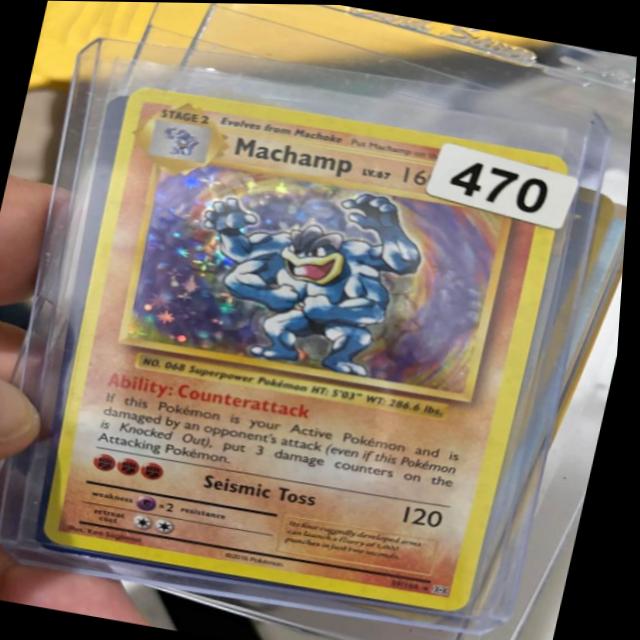 STAGE 2 Evolves from Machoke Put Machamp on
Machamp LV.67 16
470
NO. 068 Superpower Pokémon HT: 5'03" WT: 286.6 lbs.
Ability: Counterattack
If this Pokémon is your Active Pokémon and is
damaged by an opponent's attack (even if this Pokémon
is Knocked Out), put 3 damage counters on the
Attacking Pokémon.
Seismic Toss 120
weakness ×2 resistance
retreat cost
©2016 Pokémon